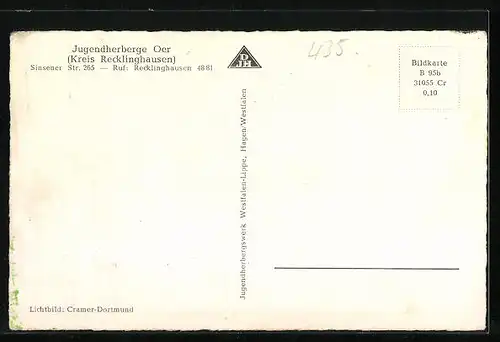 Jugendherberge Oer
(Kreis Recklinghausen)
Sinsener Str. 265 — Ruf: Recklinghausen 4881
DJH
435.
Bildkarte
B 95b
31055 Cr
0,10
Jugendherbergswerk Westfalen-Lippe, Hagen/Westfalen
Lichtbild: Cramer-Dortmund